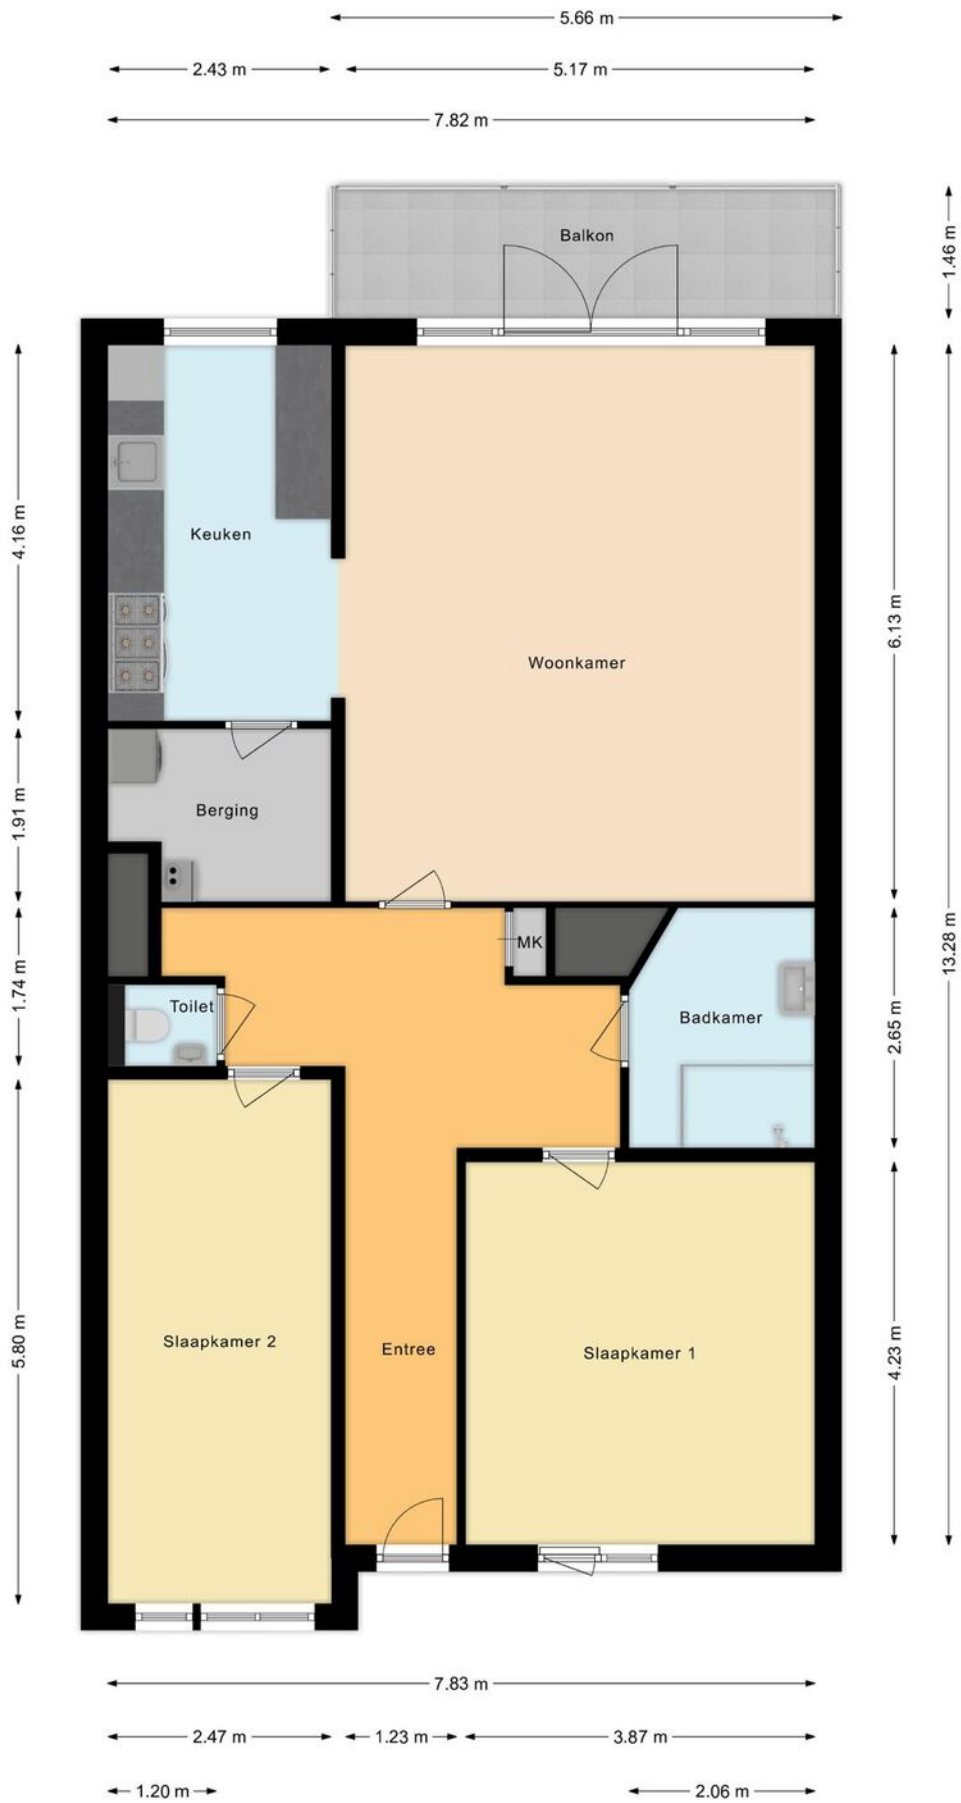 5.66 m
2.43 m
5.17 m
7.82 m
Balkon
1.46 m
4.16 m
Keuken
6.13 m
Woonkamer
1.91 m
Berging
13.28 m
MK
1.74 m
Toilet
Badkamer
2.65 m
5.80 m
Slaapkamer 2
Entree
Slaapkamer 1
4.23 m
7.83 m
2.47 m
1.23 m
3.87 m
1.20 m
2.06 m